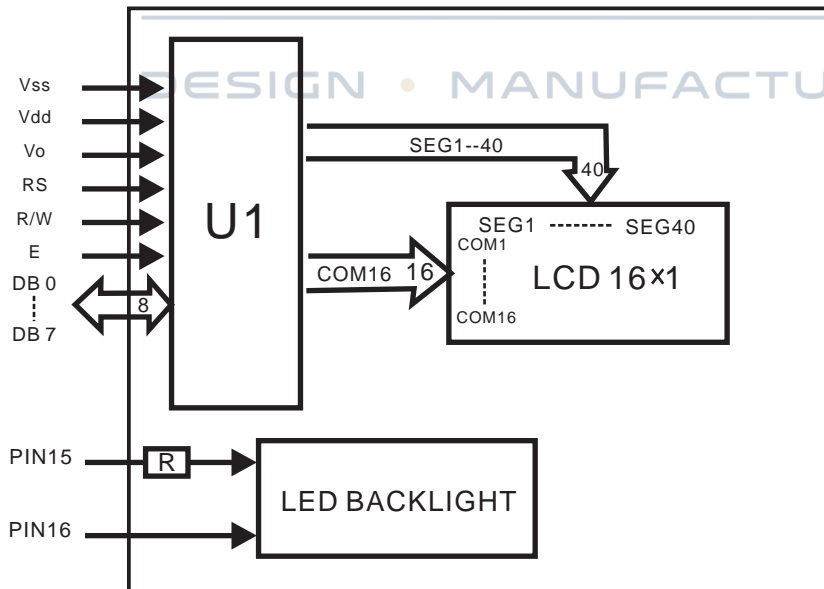 DESIGN • MANUFACTU
Vss
Vdd
Vo
RS
R/W
E
DB 0
DB 7
8
U1
SEG1--40
40
COM16 16
SEG1 SEG40
COM1
COM16
LCD 16×1
PIN15
R
PIN16
LED BACKLIGHT